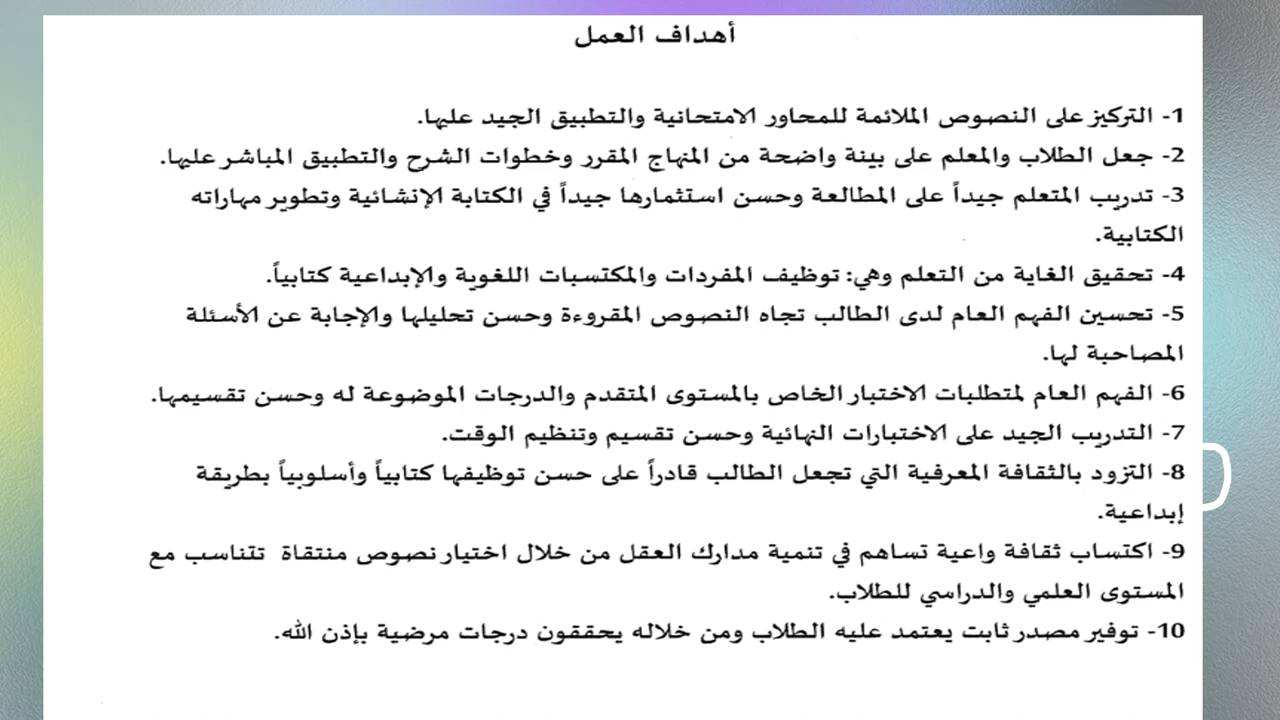 أهداف العمل
1- التركيز على النصوص الملائمة للمحاور الامتحانية والتطبيق الجيد عليها.
2- جعل الطلاب والمعلم على بينة واضحة من المنهاج المقرر وخطوات الشرح والتطبيق المباشر عليها.
3- تدريب المتعلم جيداً على المطالعة وحسن استثمارها جيداً في الكتابة الإنشائية وتطوير مهاراته
الكتابية.
4- تحقيق الغاية من التعلم وهي: توظيف المفردات والمكتسبات اللغوية والإبداعية كتابياً.
5- تحسين الفهم العام لدى الطالب تجاه النصوص المقروءة وحسن تحليلها والإجابة عن الأسئلة
المصاحبة لها.
6- الفهم العام لمتطلبات الاختبار الخاص بالمستوى المتقدم والدرجات الموضوعة له وحسن تقسيمها.
7- التدريب الجيد على الاختبارات النهائية وحسن تقسيم وتنظيم الوقت.
8- التزود بالثقافة المعرفية التي تجعل الطالب قادراً على حسن توظيفها كتابياً وأسلوبياً بطريقة
إبداعية.
9- اكتساب ثقافة واعية تساهم في تنمية مدارك العقل من خلال اختيار نصوص منتقاة تتناسب مع
المستوى العلمي والدراسي للطلاب.
10- توفير مصدر ثابت يعتمد عليه الطلاب ومن خلاله يحققون درجات مرضية بإذن الله.